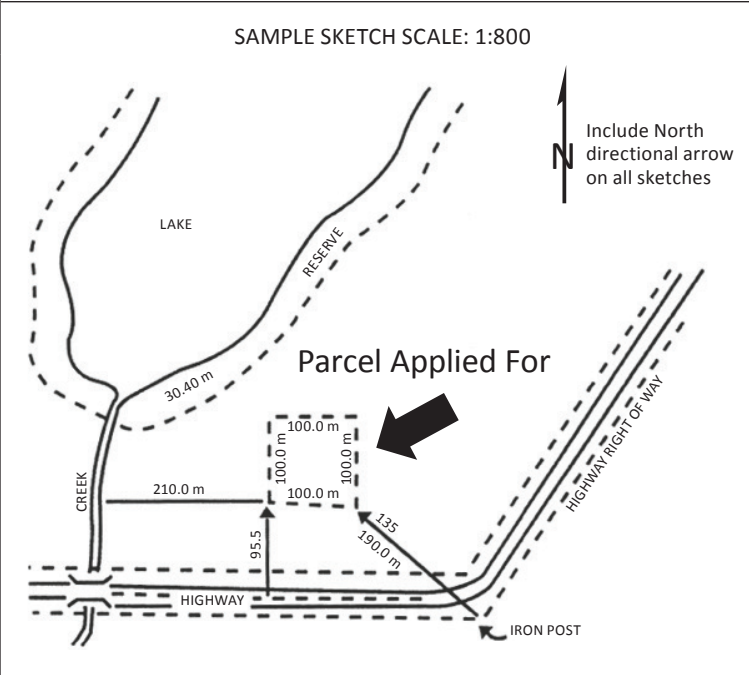 SAMPLE SKETCH SCALE: 1:800
N
Include North
directional arrow
on all sketches
LAKE
RESERVE
30.40 m
Parcel Applied For
100.0 m
100.0 m
100.0 m
100.0 m
CREEK
210.0 m
95.5
135
190.0 m
HIGHWAY RIGHT OF WAY
HIGHWAY
IRON POST